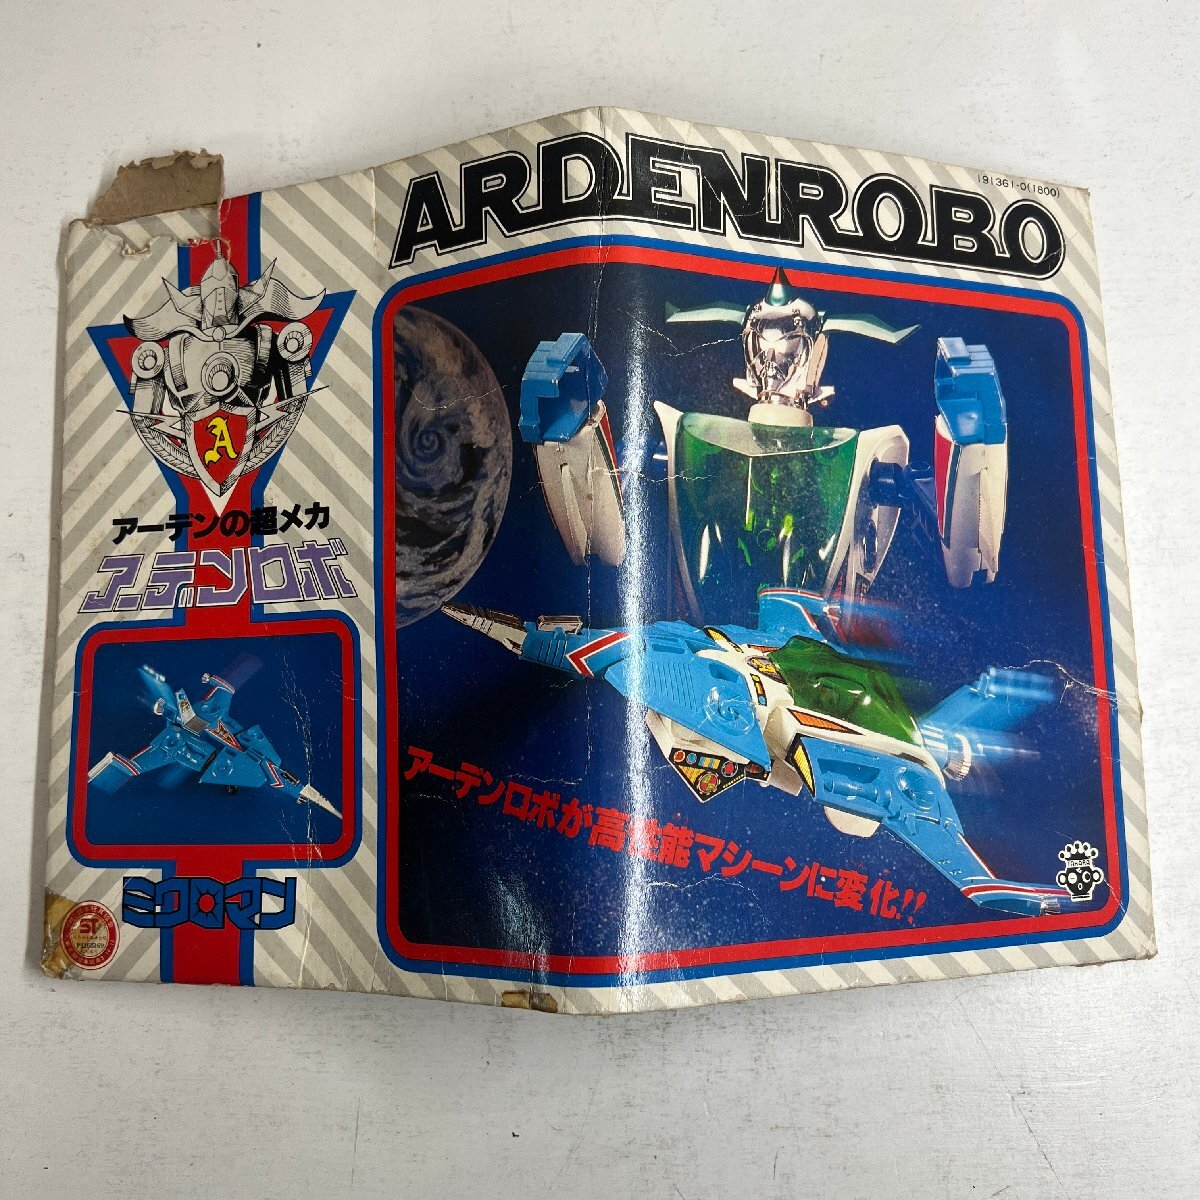 ARDENROBO
191361-0(1800)
A
アーデンの超メカ
アーデンロボ
アーデンロボが高性能マシーンに変化!!
ミクロマン
ST
TAKARA